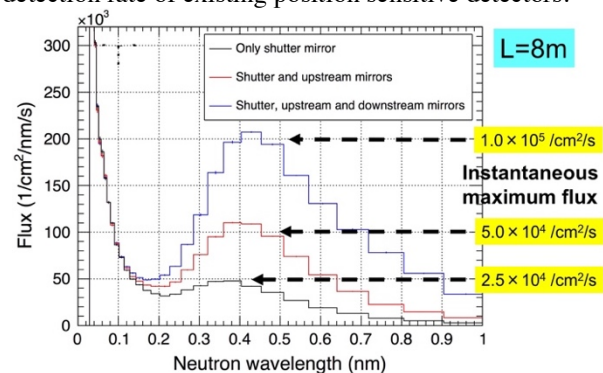 detection rate of existing position sensitive detectors.
×10³
300
250
200
150
100
50
0
Flux (1/cm²/nm/s)
Only shutter mirror
Shutter and upstream mirrors
Shutter, upstream and downstream mirrors
L=8m
1.0 × 10⁵ /cm²/s
Instantaneous
maximum flux
5.0 × 10⁴ /cm²/s
2.5 × 10⁴ /cm²/s
0 0.1 0.2 0.3 0.4 0.5 0.6 0.7 0.8 0.9 1
Neutron wavelength (nm)